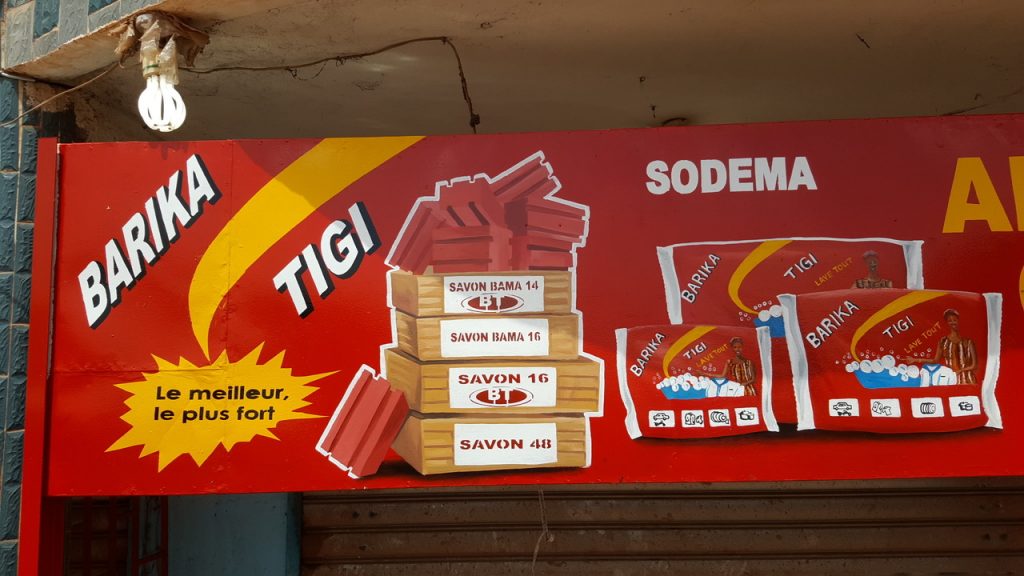 BARIKA
TIGI
Le meilleur,
le plus fort
SAVON BAMA 14
BT
SAVON BAMA 16
SAVON 16
BT
SAVON 48
SODEMA
BARIKA
TIGI
LAVE TOUT
BARIKA
TIGI
LAVE TOUT
BARIKA
TIGI
LAVE TOUT